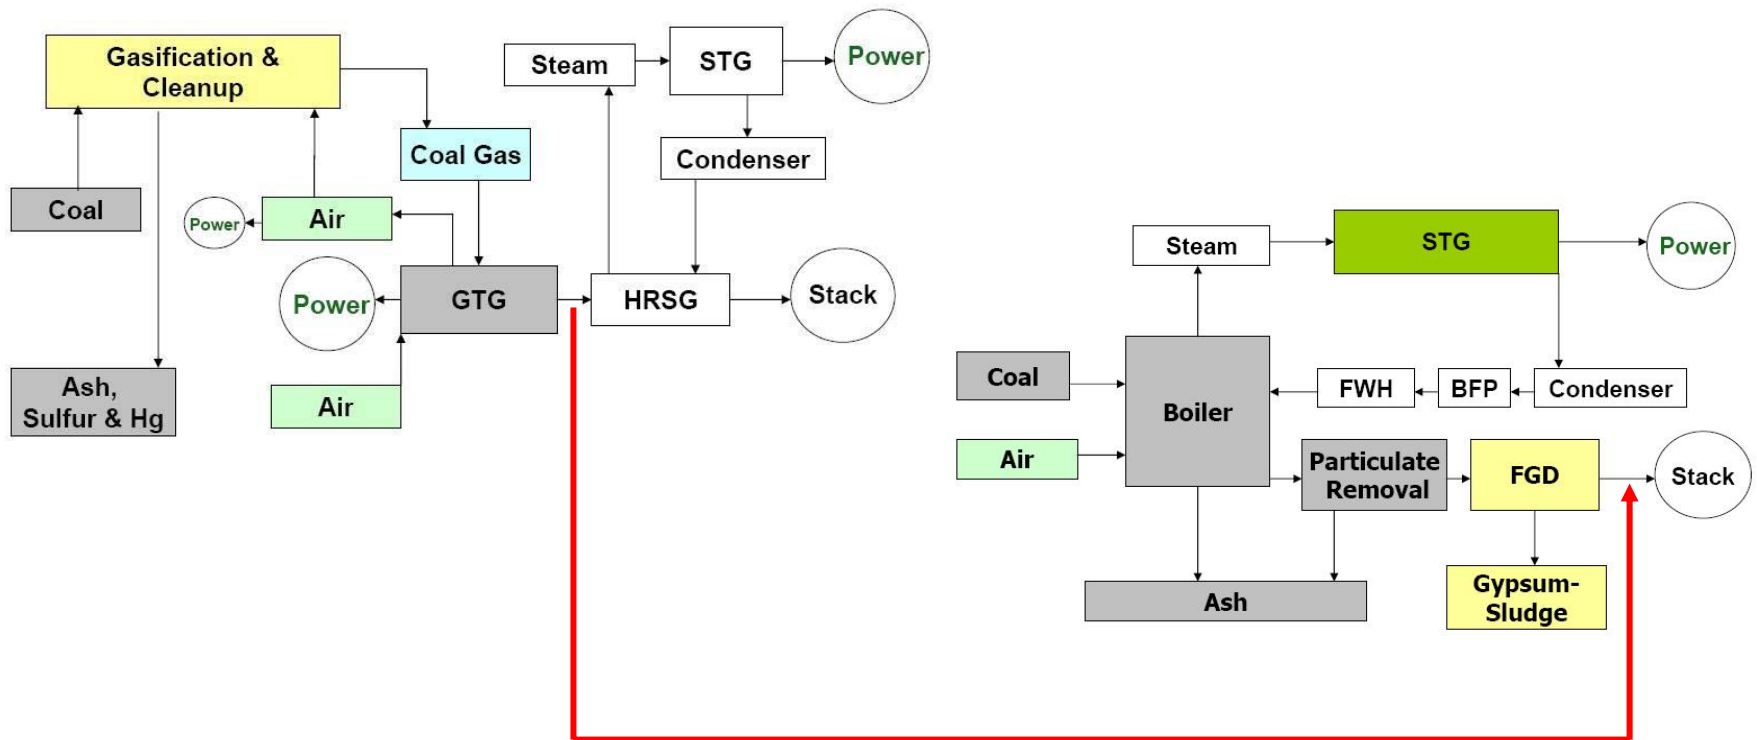 Gasification &
Cleanup
Steam
STG
Power
Coal Gas
Condenser
Coal
Power
Air
Power
GTG
HRSG
Stack
Ash,
Sulfur & Hg
Air
Steam
STG
Power
Coal
Boiler
FWH
BFP
Condenser
Air
Particulate
Removal
FGD
Stack
Ash
Gypsum-
Sludge